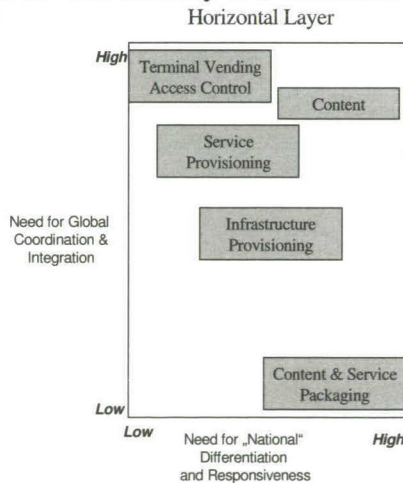 Horizontal Layer
High
Terminal Vending
Access Control
Content
Service
Provisioning
Need for Global
Coordination &
Integration
Infrastructure
Provisioning
Content & Service
Packaging
Low
Low
High
Need for „National“
Differentiation
and Responsiveness